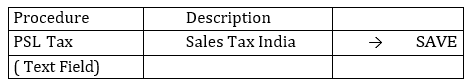 Procedure Description
PSL Tax Sales Tax India → SAVE
( Text Field)